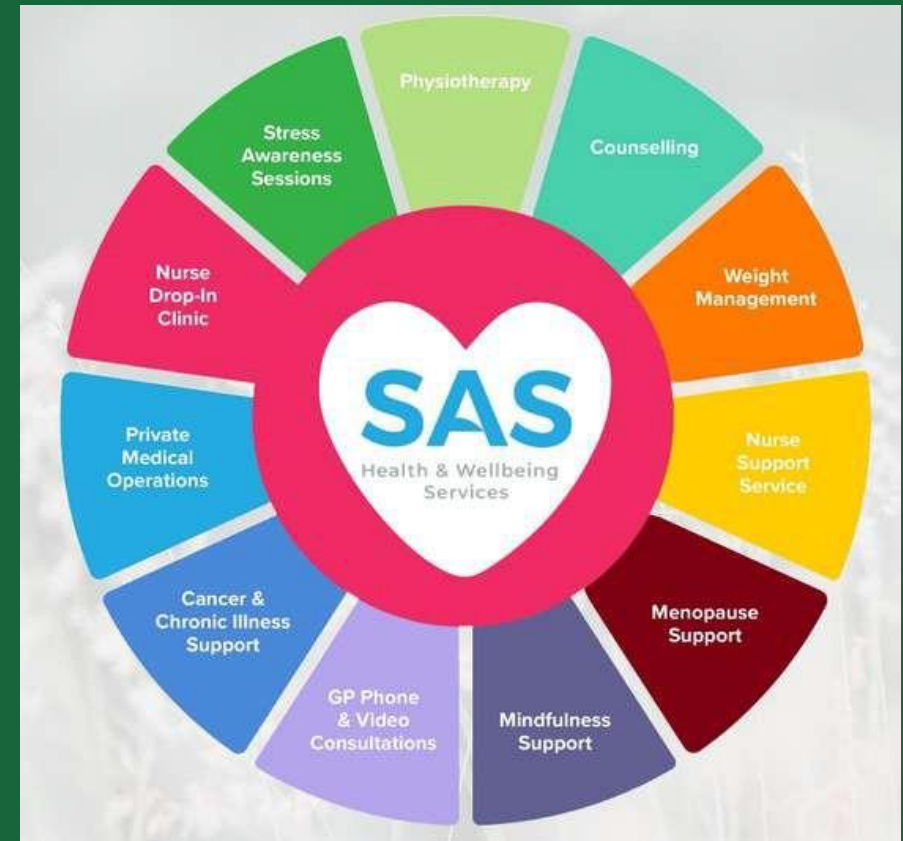 Physiotherapy
Counselling
Weight
Management
Nurse
Support
Service
Menopause
Support
Mindfulness
Support
GP Phone
& Video
Consultations
Cancer &
Chronic Illness
Support
Private
Medical
Operations
Nurse
Drop-In
Clinic
Stress
Awareness
Sessions
SAS
Health & Wellbeing
Services